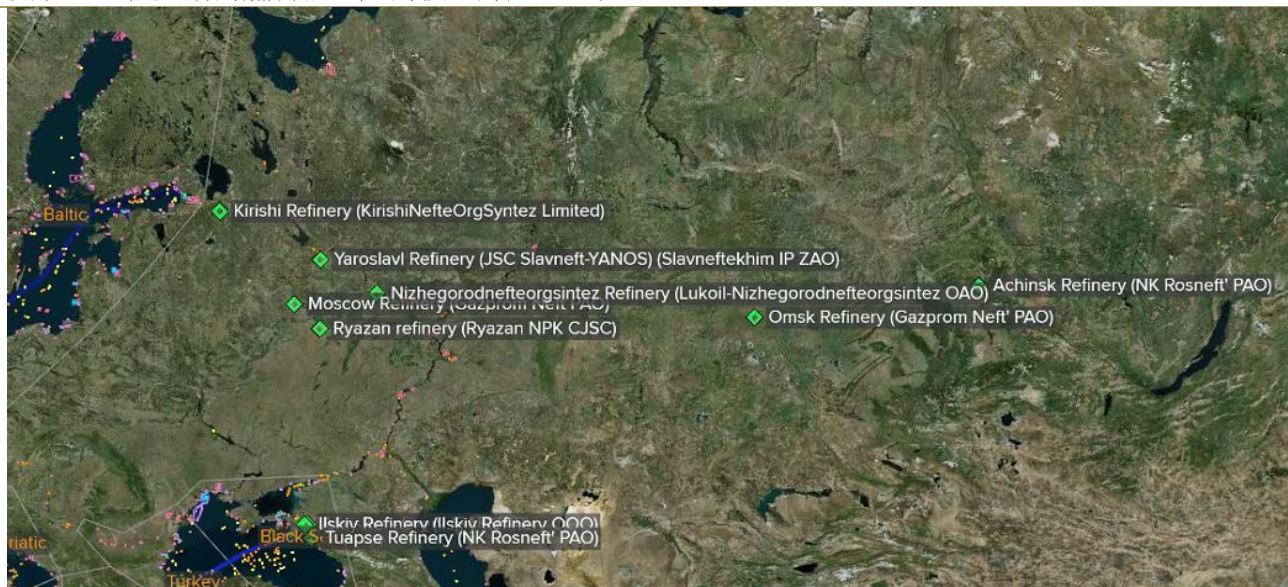 Baltic
Kirishi Refinery (KirishiNefteOrgSyntez Limited)
Yaroslavl Refinery (JSC Slavneft-YANOS) (Slavneftekhim IP ZAO)
Achinsk Refinery (NK Rosneft' PAO)
Nizhegorodnefteorgsintez Refinery (Lukoil-Nizhegorodnefteorgsintez OAO)
Moscow Refinery (Gazprom Neft PAO)
Omsk Refinery (Gazprom Neft' PAO)
Ryazan refinery (Ryazan NPK CJSC)
Ilskiy Refinery (Ilskiy Refinery OOO)
Black S
Tuapse Refinery (NK Rosneft' PAO)
riatic
Turkey